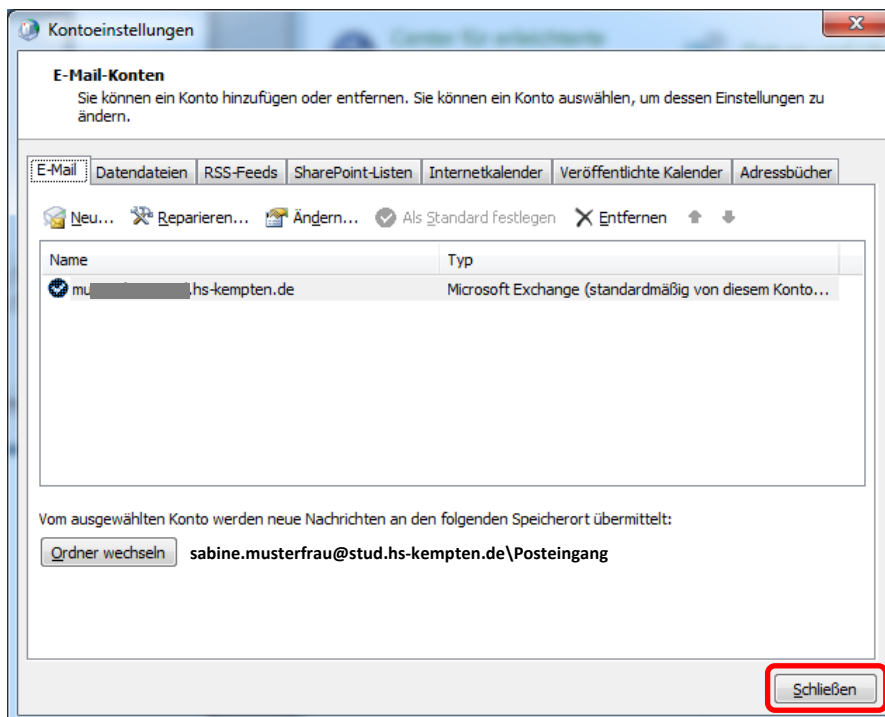 Kontoeinstellungen
E-Mail-Konten
Sie können ein Konto hinzufügen oder entfernen. Sie können ein Konto auswählen, um dessen Einstellungen zu
ändern.
E-Mail Datendateien RSS-Feeds SharePoint-Listen Internetkalender Veröffentlichte Kalender Adressbücher
Neu... Reparieren... Ändern... Als Standard festlegen Entfernen
Name Typ
mu .hs-kempten.de Microsoft Exchange (standardmäßig von diesem Konto...
Vom ausgewählten Konto werden neue Nachrichten an den folgenden Speicherort übermittelt:
Ordner wechseln sabine.musterfrau@stud.hs-kempten.de\Posteingang
Schließen